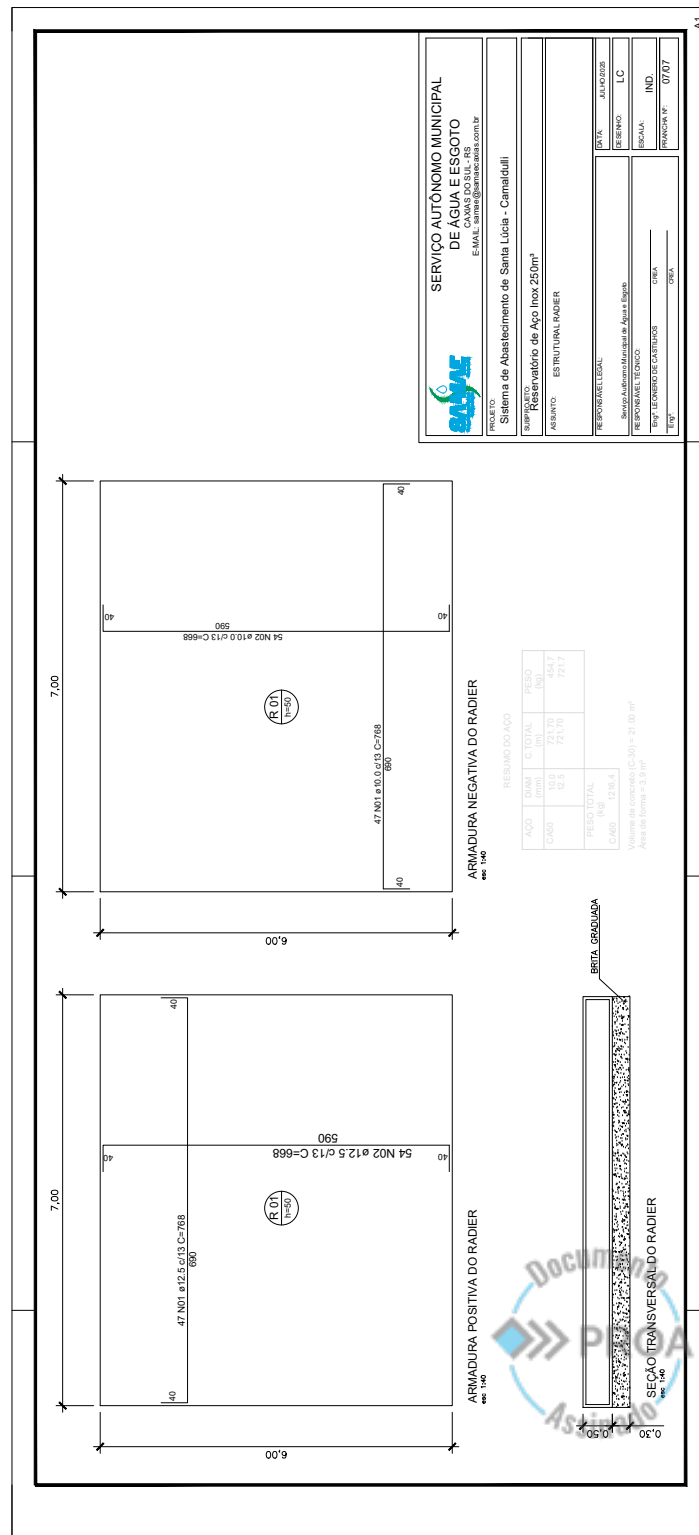 A1
7,00
6,00
40
47 N01 ø12.5 c/13 C=768
690
40
40
54 N02 ø12.5 c/13 C=668
590
40
R 01
h=50
ARMADURA POSITIVA DO RADIER
esc 1:40
7,00
6,00
40
47 N01 ø10.0 c/13 C=768
690
40
40
54 N02 ø10.0 c/13 C=668
590
40
R 01
h=50
ARMADURA NEGATIVA DO RADIER
esc 1:40
0,50
0,30
BRITA GRADUADA
SEÇÃO TRANSVERSAL DO RADIER
esc 1:40
RESUMO DO AÇO
AÇO DIAM (mm) C.TOTAL (m) PESO (kg)
CA50 10.0 721.70 454.7
12.5 721.70 721.7
PESO TOTAL
(kg)
Volume de concreto (C-30) = 21.00 m³
Área de forma = 3,9 m²
SAMAE
SERVIÇO AUTÔNOMO MUNICIPAL
DE ÁGUA E ESGOTO
CAXIAS DO SUL - RS
E-MAIL: samae@samaecaxias.com.br
PROJETO:
Sistema de Abastecimento de Santa Lúcia - Camaldulli
SUBPROJETO:
Reservatório de Aço Inox 250m³
ASSUNTO:
ESTRUTURAL RADIER
RESPONSÁVEL LEGAL:
Serviço Autônomo Municipal de Água e Esgoto
RESPONSÁVEL TÉCNICO:
Engº LEONERIO DE CASTILHOS CREA
Engº CREA
DATA: JULHO/2025
DESENHO: LC
ESCALA: IND.
PRANCHA Nº: 07/07
Documento
PROA
Assinado